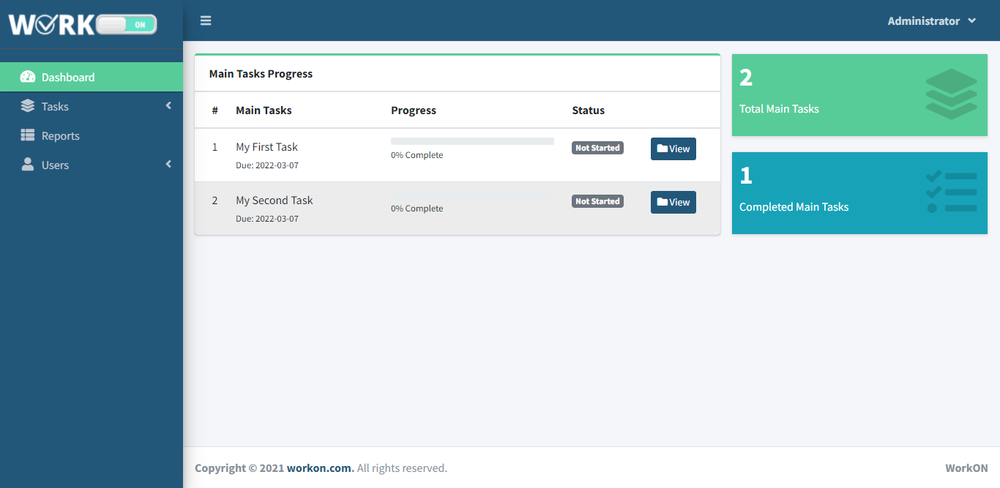 WORK ON
Administrator
Dashboard
Tasks
Reports
Users
Main Tasks Progress
# Main Tasks Progress Status
1 My First Task 0% Complete Not Started View
Due: 2022-03-07
2 My Second Task 0% Complete Not Started View
Due: 2022-03-07
2
Total Main Tasks
1
Completed Main Tasks
Copyright © 2021 workon.com. All rights reserved.
WorkON